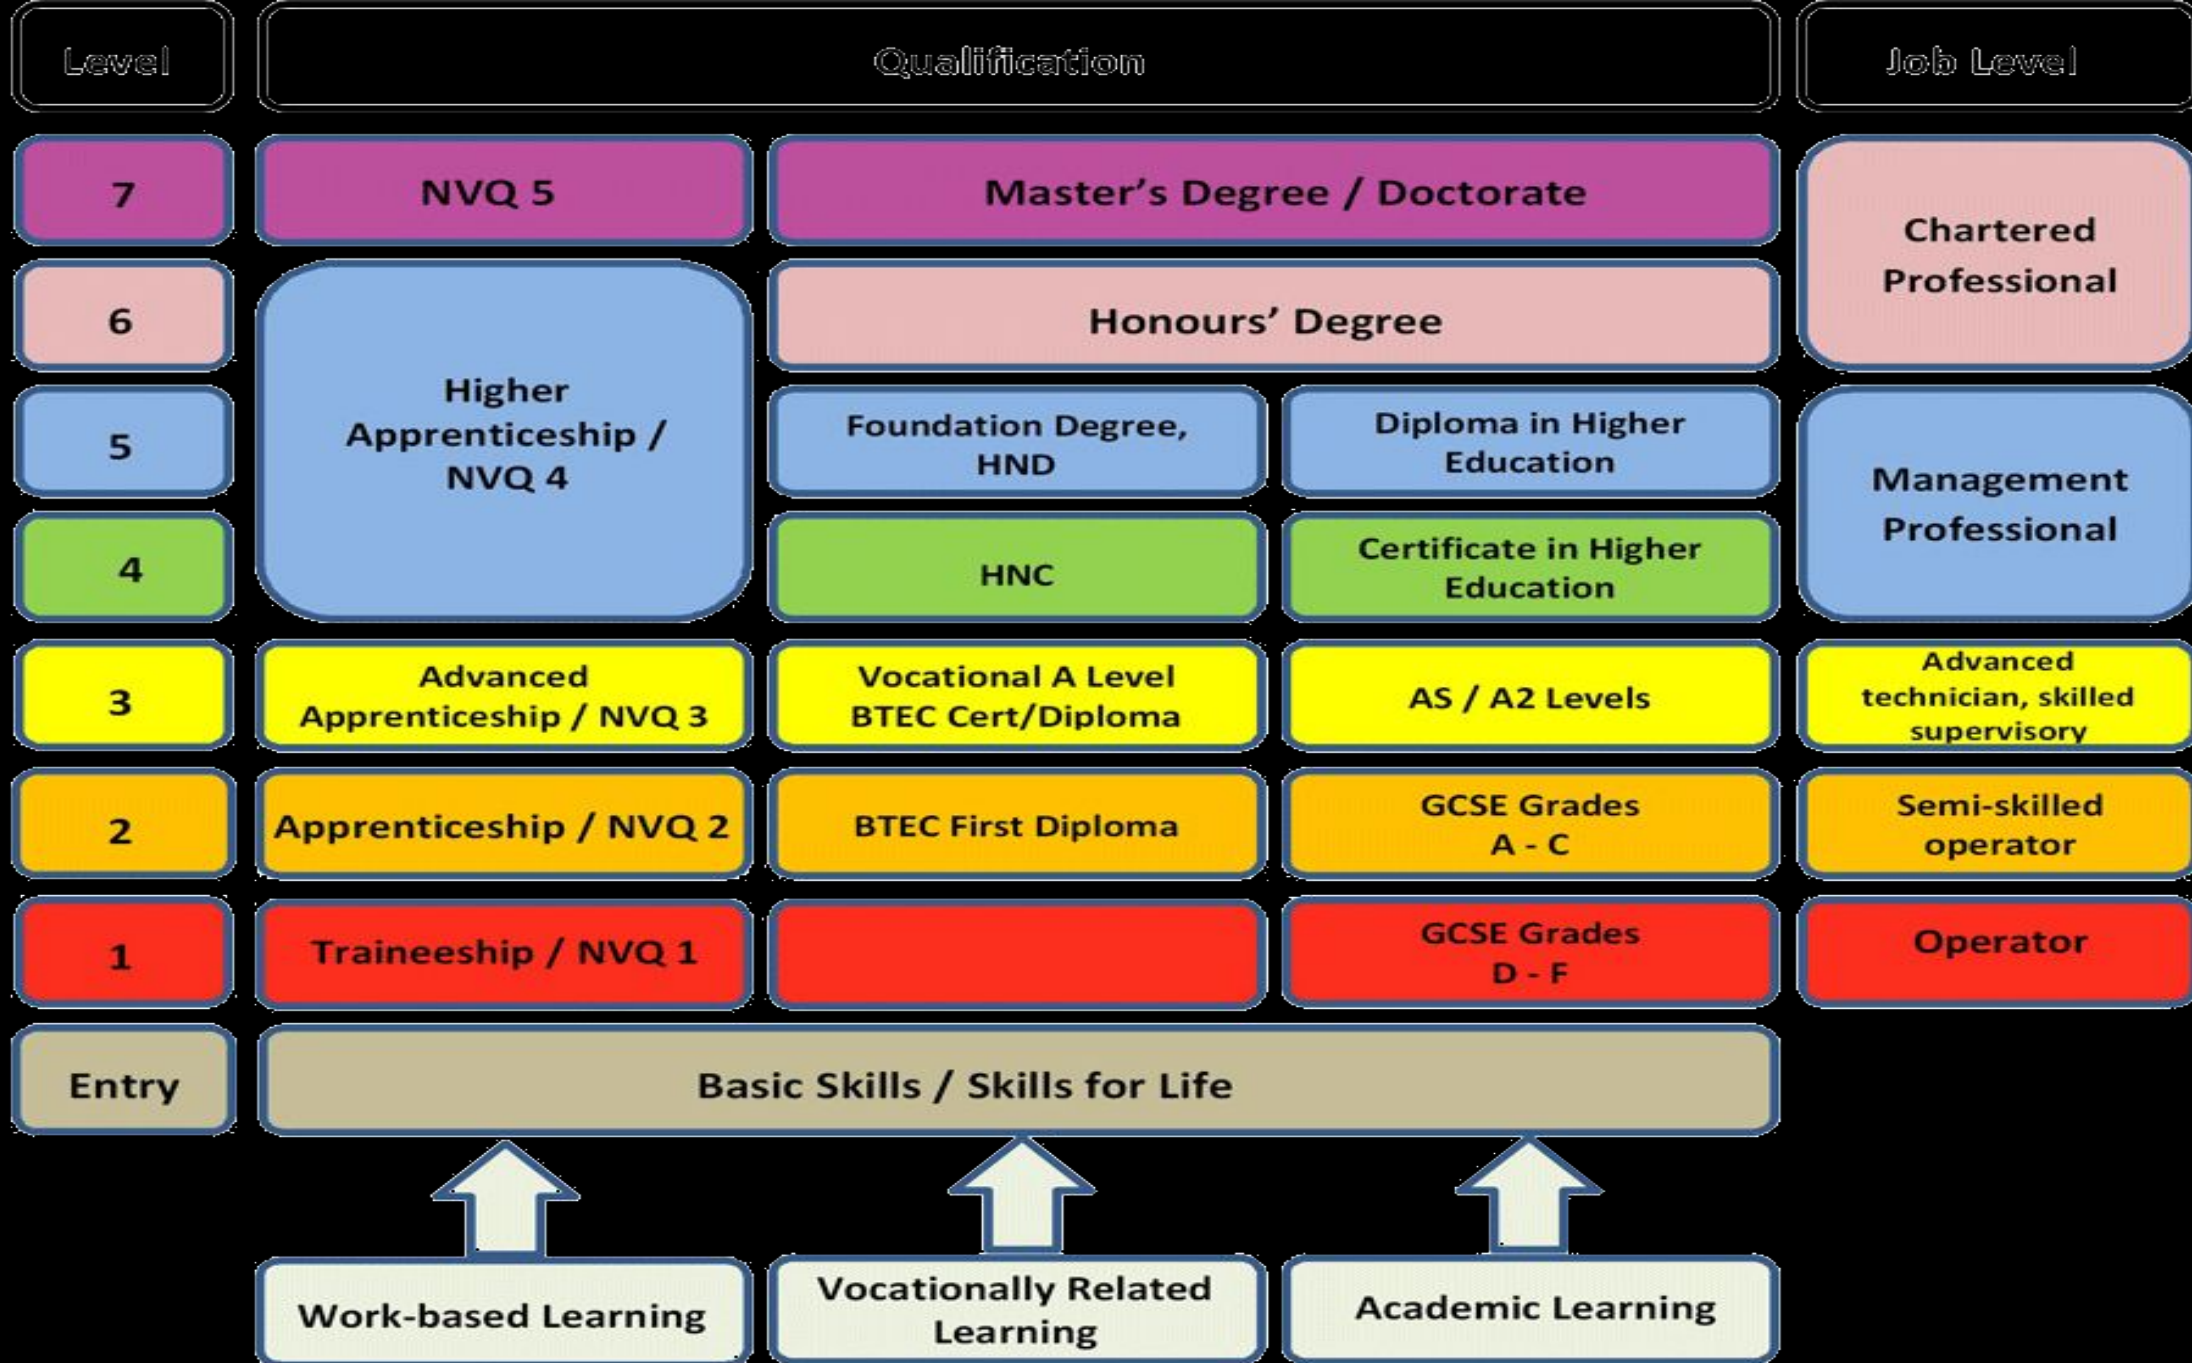 Level
Qualification
Job Level
7
NVQ 5
Master’s Degree / Doctorate
Chartered
Professional
6
Higher
Apprenticeship /
NVQ 4
Honours’ Degree
5
Foundation Degree,
HND
Diploma in Higher
Education
Management
Professional
4
HNC
Certificate in Higher
Education
3
Advanced
Apprenticeship / NVQ 3
Vocational A Level
BTEC Cert/Diploma
AS / A2 Levels
Advanced
technician, skilled
supervisory
2
Apprenticeship / NVQ 2
BTEC First Diploma
GCSE Grades
A - C
Semi-skilled
operator
1
Traineeship / NVQ 1
GCSE Grades
D - F
Operator
Entry
Basic Skills / Skills for Life
Work-based Learning
Vocationally Related
Learning
Academic Learning